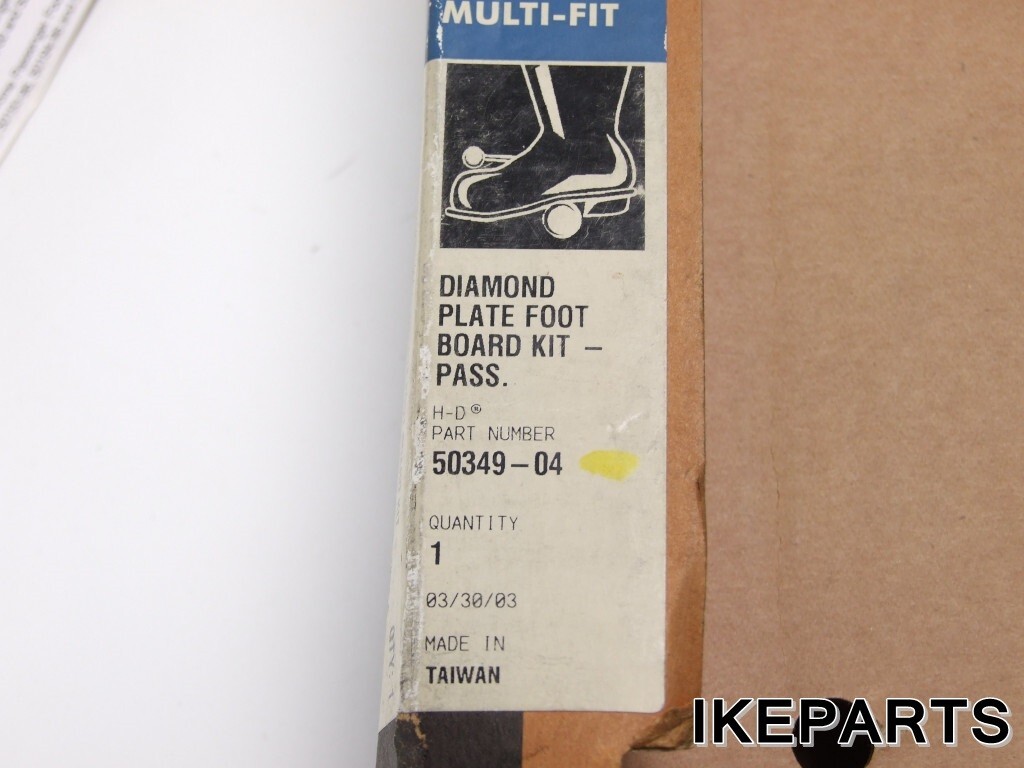 MULTI-FIT
DIAMOND
PLATE FOOT
BOARD KIT –
PASS.
H-D®
PART NUMBER
50349-04
QUANTITY
1
03/30/03
MADE IN
TAIWAN
IKEPARTS